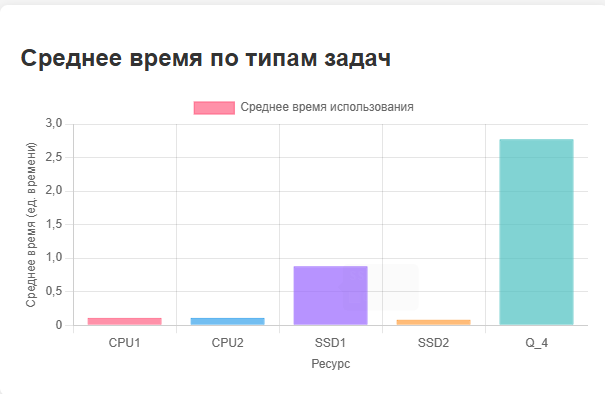 Среднее время по типам задач
Среднее время использования
Среднее время (ед. времени)
3,0
2,5
2,0
1,5
1,0
0,5
0
CPU1 CPU2 SSD1 SSD2 Q_4
Ресурс